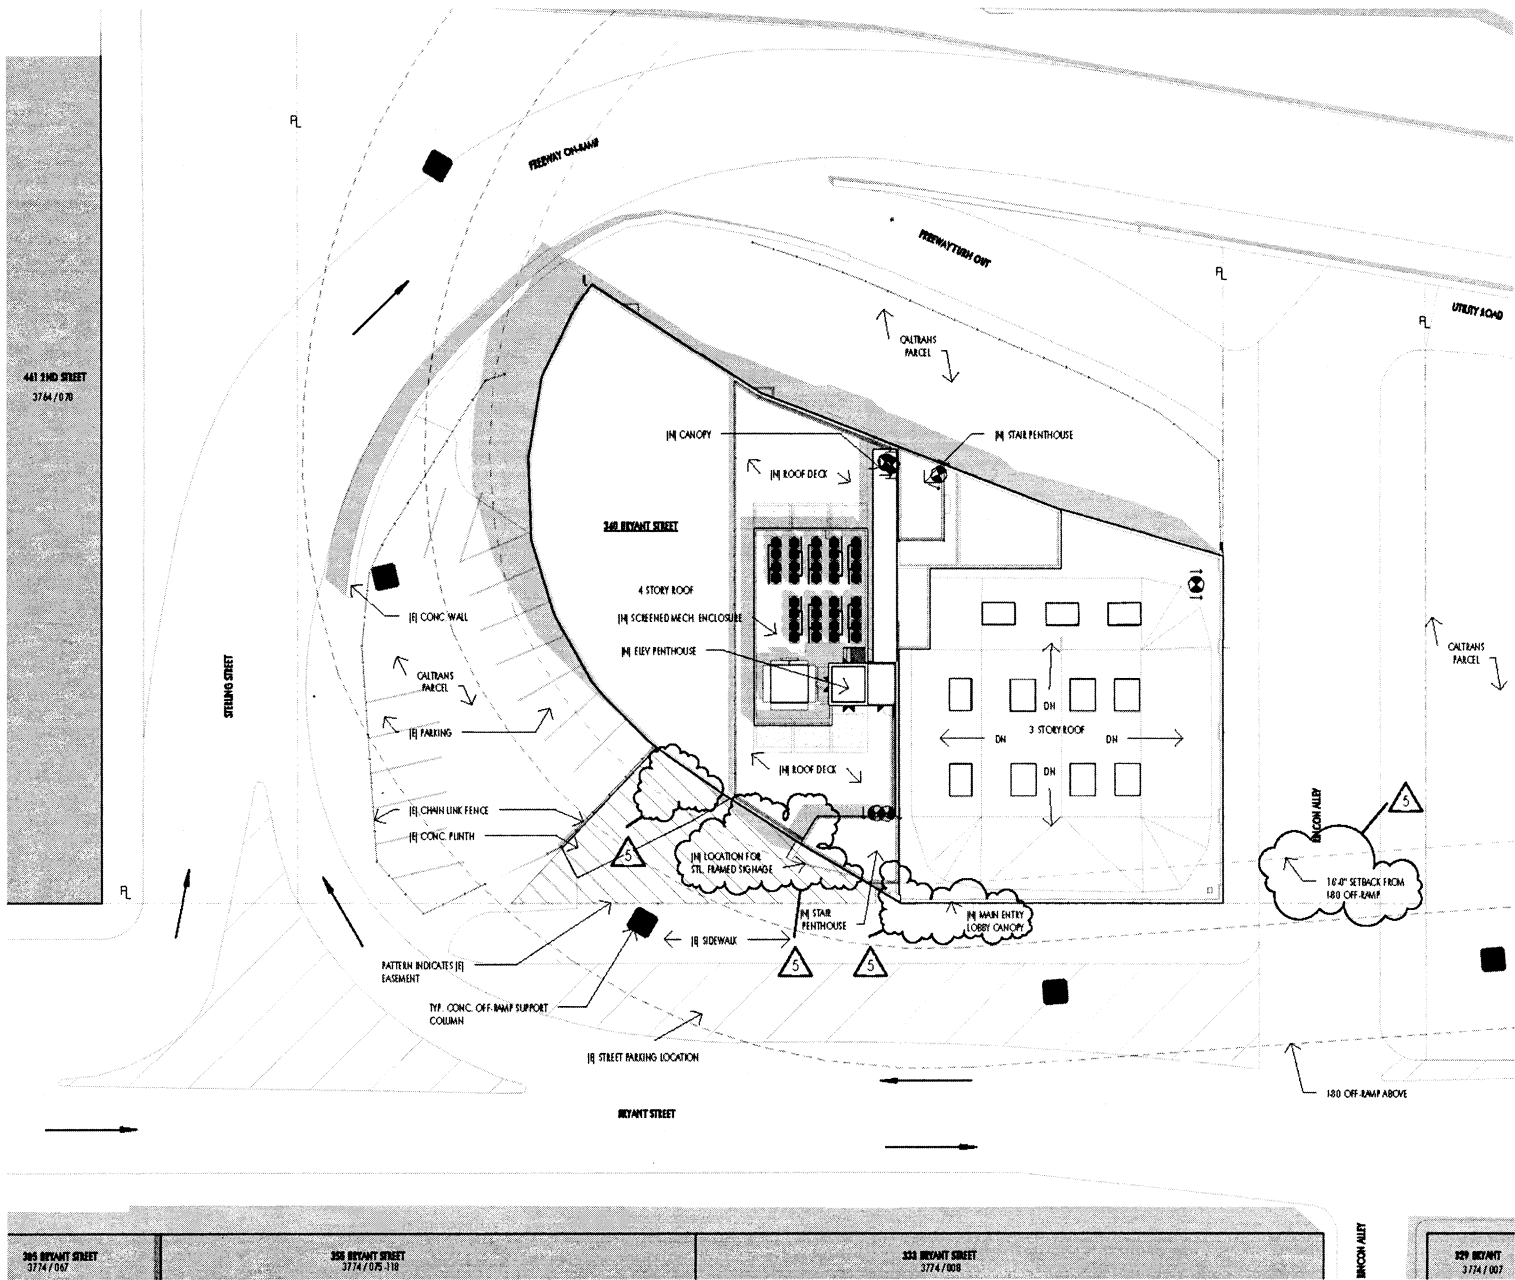 PL
FREEWAY ON-RAMP
FREEWAY TURN OUT
PL
UTILITY ROAD
PL
CALTRANS
PARCEL
461 2ND STREET
3764 / 070
[N] CANOPY
[N] STAIR PENTHOUSE
[N] ROOF DECK
340 BRYANT STREET
4 STORY ROOF
[N] SCREENED MECH. ENCLOSURE
[N] ELEV PENTHOUSE
[E] CONC WALL
CALTRANS
PARCEL
STERLING STREET
[E] PARKING
CALTRANS
PARCEL
DN
3 STORY ROOF
DN
DN
DN
[N] ROOF DECK
[E] CHAIN LINK FENCE
[E] CONC. PLINTH
5
RINCON ALLEY
5
[N] LOCATION FOR
STL. FRAMED SIGNAGE
16'-0" SETBACK FROM
I-80 OFF-RAMP
PL
[N] STAIR
PENTHOUSE
[N] MAIN ENTRY
LOBBY CANOPY
[E] SIDEWALK
PATTERN INDICATES [E]
EASEMENT
5
5
TYP. CONC. OFF-RAMP SUPPORT
COLUMN
[E] STREET PARKING LOCATION
I-80 OFF-RAMP ABOVE
BRYANT STREET
385 BRYANT STREET
3774 / 067
355 BRYANT STREET
3774 / 075-118
333 BRYANT STREET
3774 / 008
RINCON ALLEY
329 BRYANT
3774 / 007